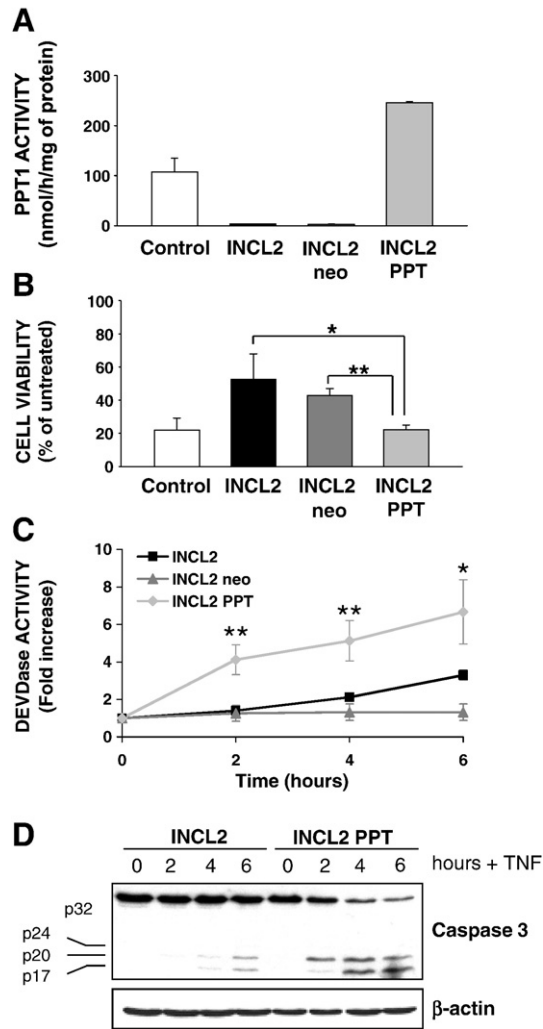 A
PPT1 ACTIVITY
(nmol/h/mg of protein)
300
200
100
0
Control
INCL2
INCL2
neo
INCL2
PPT
B
CELL VIABILITY
(% of untreated)
100
80
60
40
20
0
*
**
Control
INCL2
INCL2
neo
INCL2
PPT
C
DEVDase ACTIVITY
(Fold increase)
10
8
6
4
2
0
INCL2
INCL2 neo
INCL2 PPT
**
**
*
0
2
4
6
Time (hours)
D
INCL2
INCL2 PPT
0 2 4 6 0 2 4 6 hours + TNF
p32
p24
p20
p17
Caspase 3
β-actin